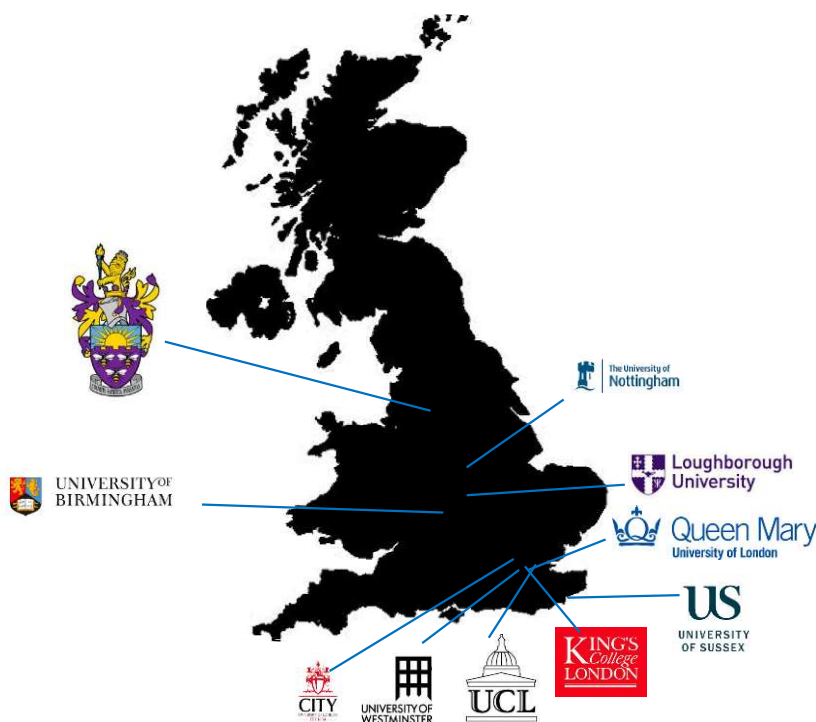 The University of
Nottingham
Loughborough
University
UNIVERSITY OF
BIRMINGHAM
Queen Mary
University of London
US
UNIVERSITY
OF SUSSEX
KING'S
College
LONDON
CITY
UNIVERSITY OF
WESTMINSTER
UCL